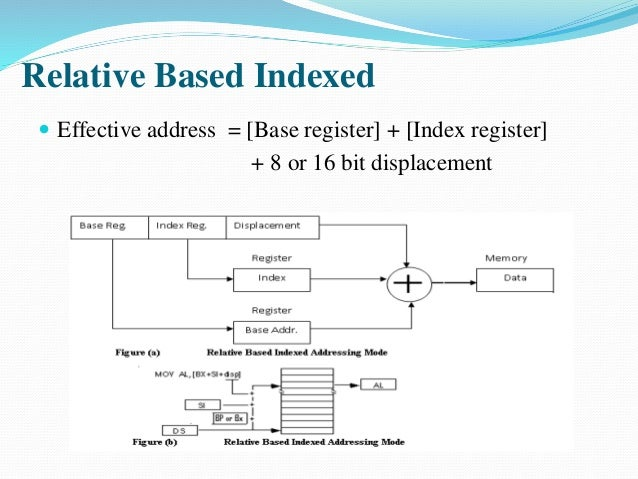 Relative Based Indexed
• Effective address = [Base register] + [Index register]
+ 8 or 16 bit displacement
Base Reg. Index Reg. Displacement
Register Memory
Index Data
+
Register
Base Addr.
Figure (a) Relative Based Indexed Addressing Mode
MOV AL,[BX+SI+disp]
AL
SI
BP or Bx
DS
Figure (b) Relative Based Indexed Addressing Mode